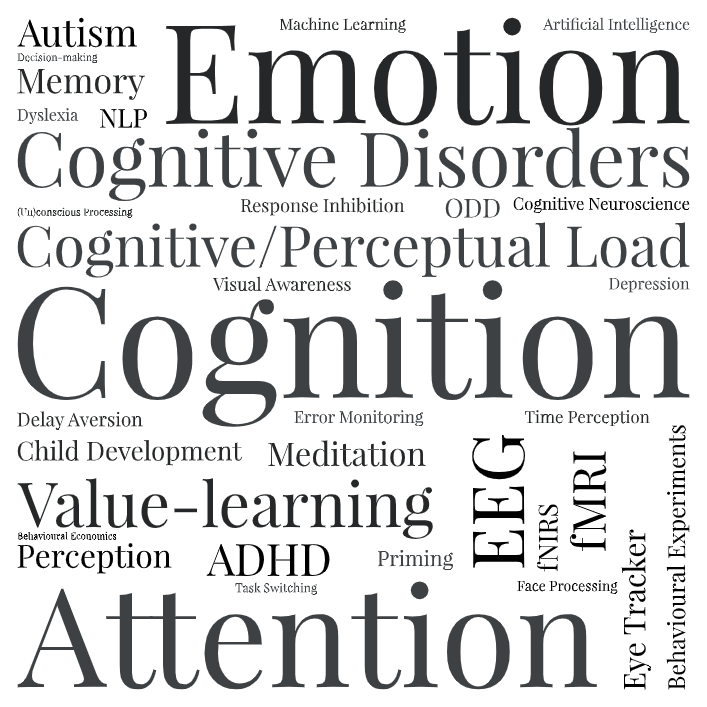 Autism
Machine Learning
Artificial Intelligence
Emotion
Decision-making
Memory
Dyslexia
NLP
Cognitive Disorders
(Un)conscious Processing
Response Inhibition
ODD
Cognitive Neuroscience
Cognitive/Perceptual Load
Visual Awareness
Depression
Cognition
Delay Aversion
Error Monitoring
Time Perception
Child Development
Meditation
EEG
fNIRS
fMRI
Eye Tracker
Behavioural Experiments
Value-learning
Behavioural Economics
Perception
ADHD
Priming
Task Switching
Face Processing
Attention